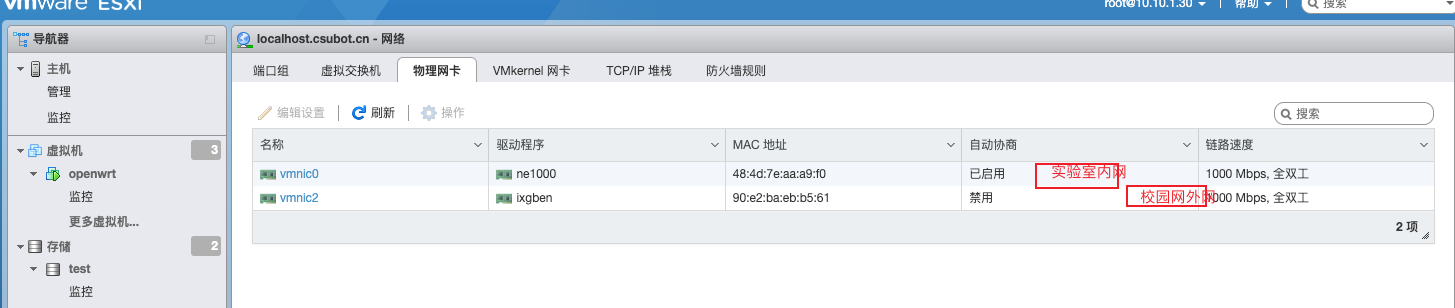 vmware ESXi
root@10.10.1.30
帮助
搜索
导航器
主机
管理
监控
虚拟机
3
openwrt
监控
更多虚拟机...
存储
2
test
监控
localhost.csubot.cn - 网络
端口组
虚拟交换机
物理网卡
VMkernel 网卡
TCP/IP 堆栈
防火墙规则
编辑设置
刷新
操作
搜索
名称
驱动程序
MAC 地址
自动协商
链路速度
vmnic0
ne1000
48:4d:7e:aa:a9:f0
已启用
实验室内网
1000 Mbps, 全双工
vmnic2
ixgben
90:e2:ba:eb:b5:61
禁用
校园网外网
1000 Mbps, 全双工
2 项